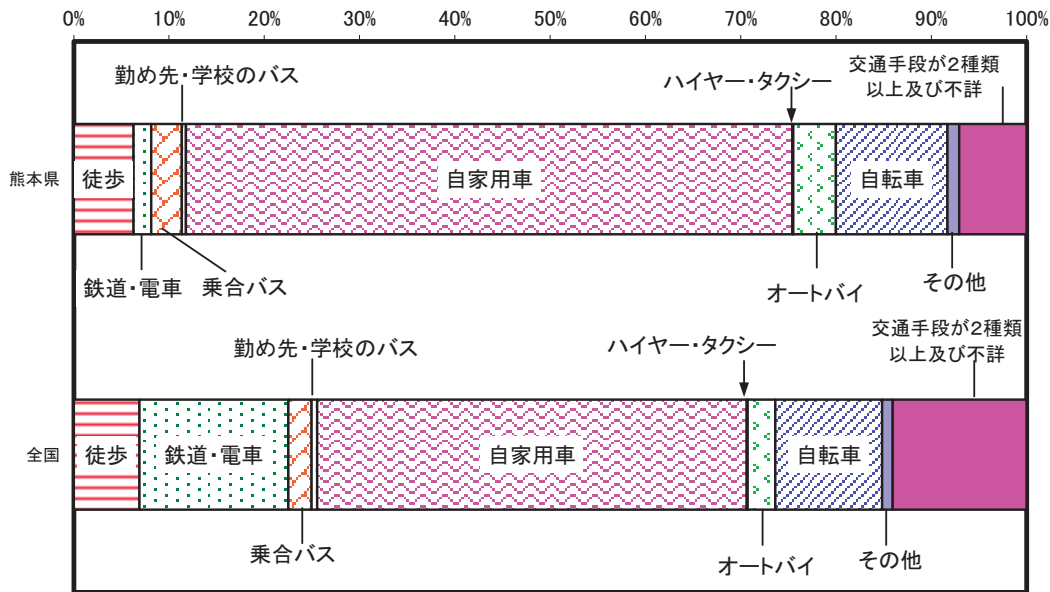 0% 10% 20% 30% 40% 50% 60% 70% 80% 90% 100%
勤め先・学校のバス
ハイヤー・タクシー
交通手段が2種類
以上及び不詳
熊本県
徒歩
自家用車
自転車
鉄道・電車
乗合バス
オートバイ
その他
勤め先・学校のバス
ハイヤー・タクシー
交通手段が2種類
以上及び不詳
全国
徒歩
鉄道・電車
自家用車
自転車
乗合バス
オートバイ
その他